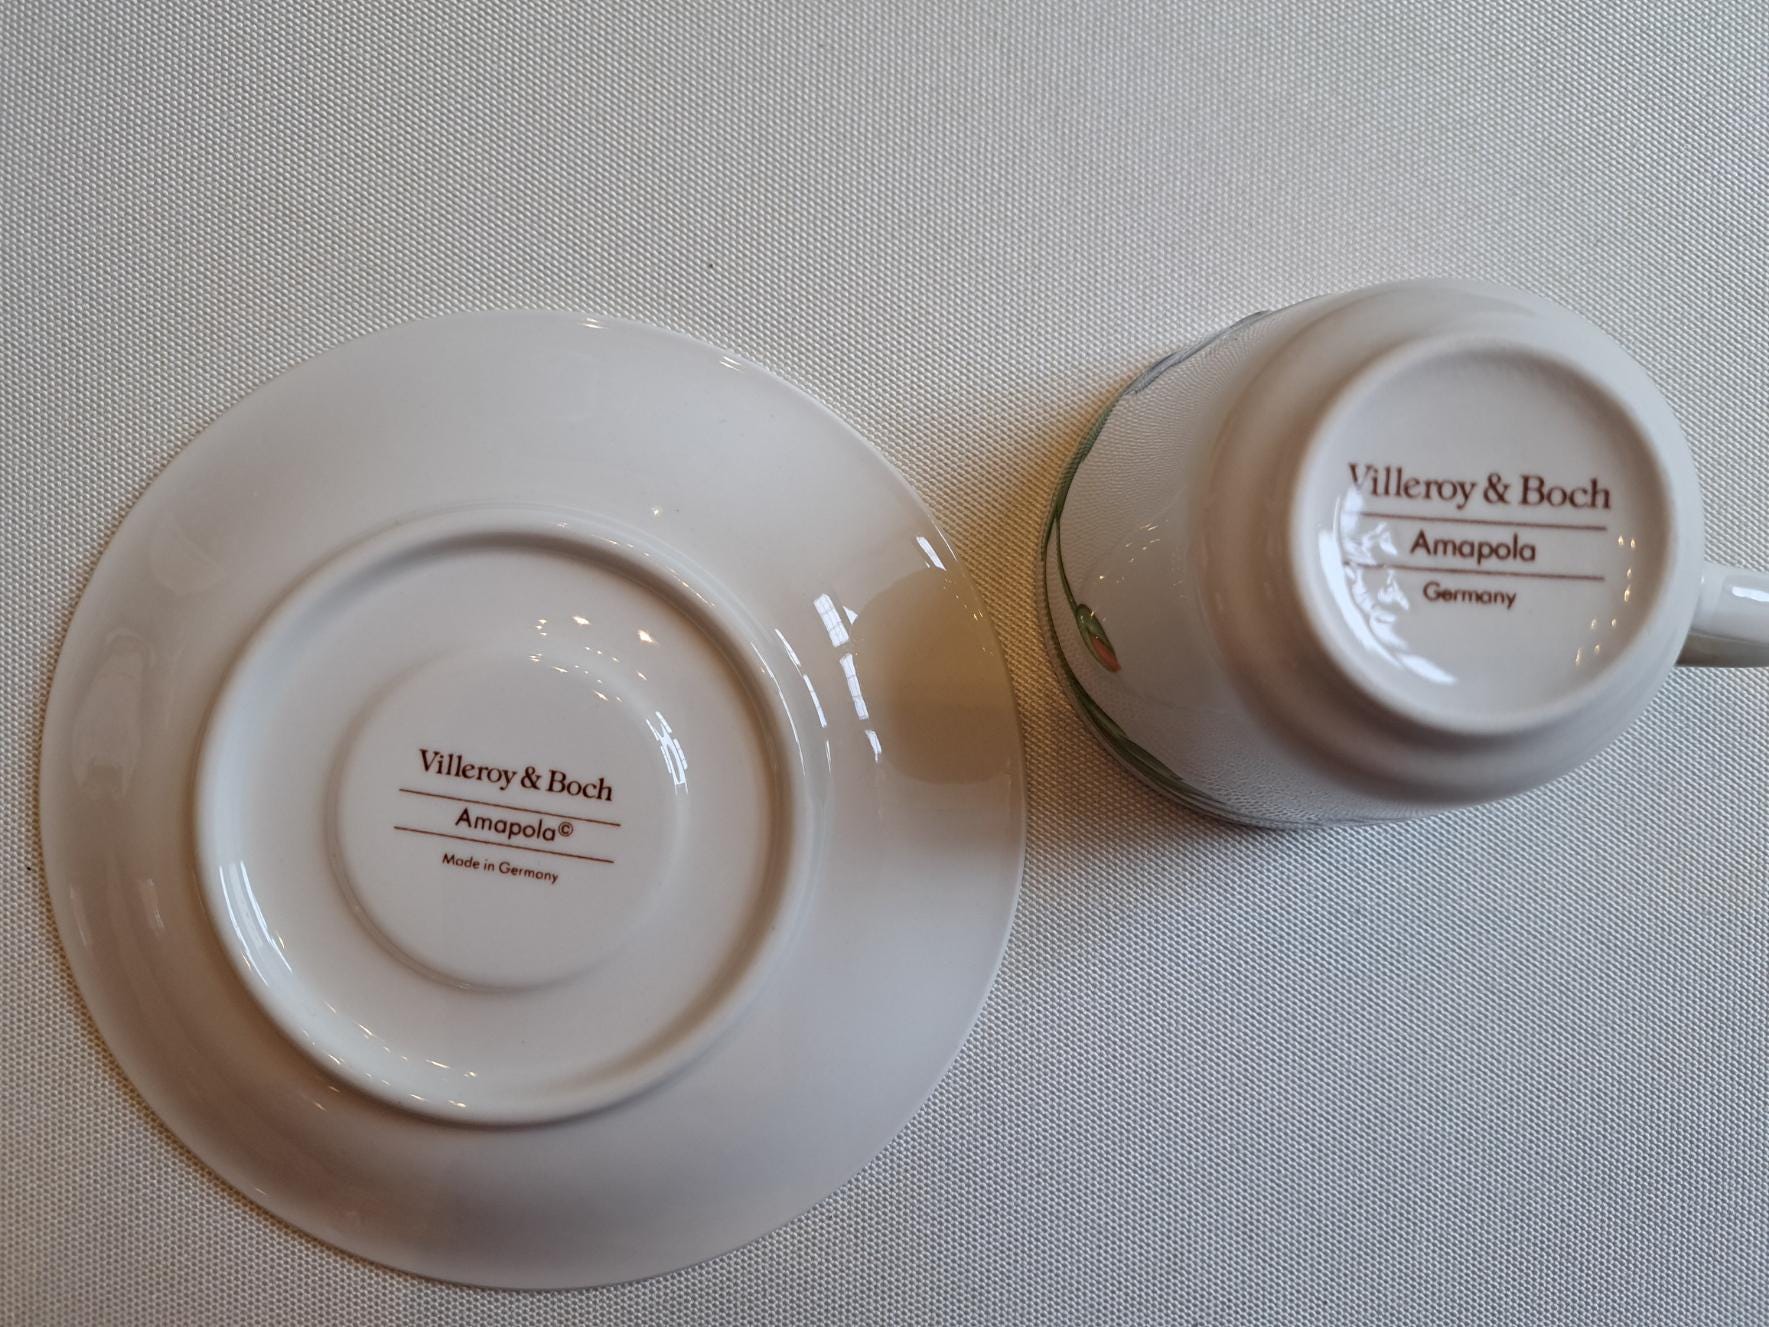 Villeroy & Boch
Amapola©
Made in Germany
Villeroy & Boch
Amapola
Germany